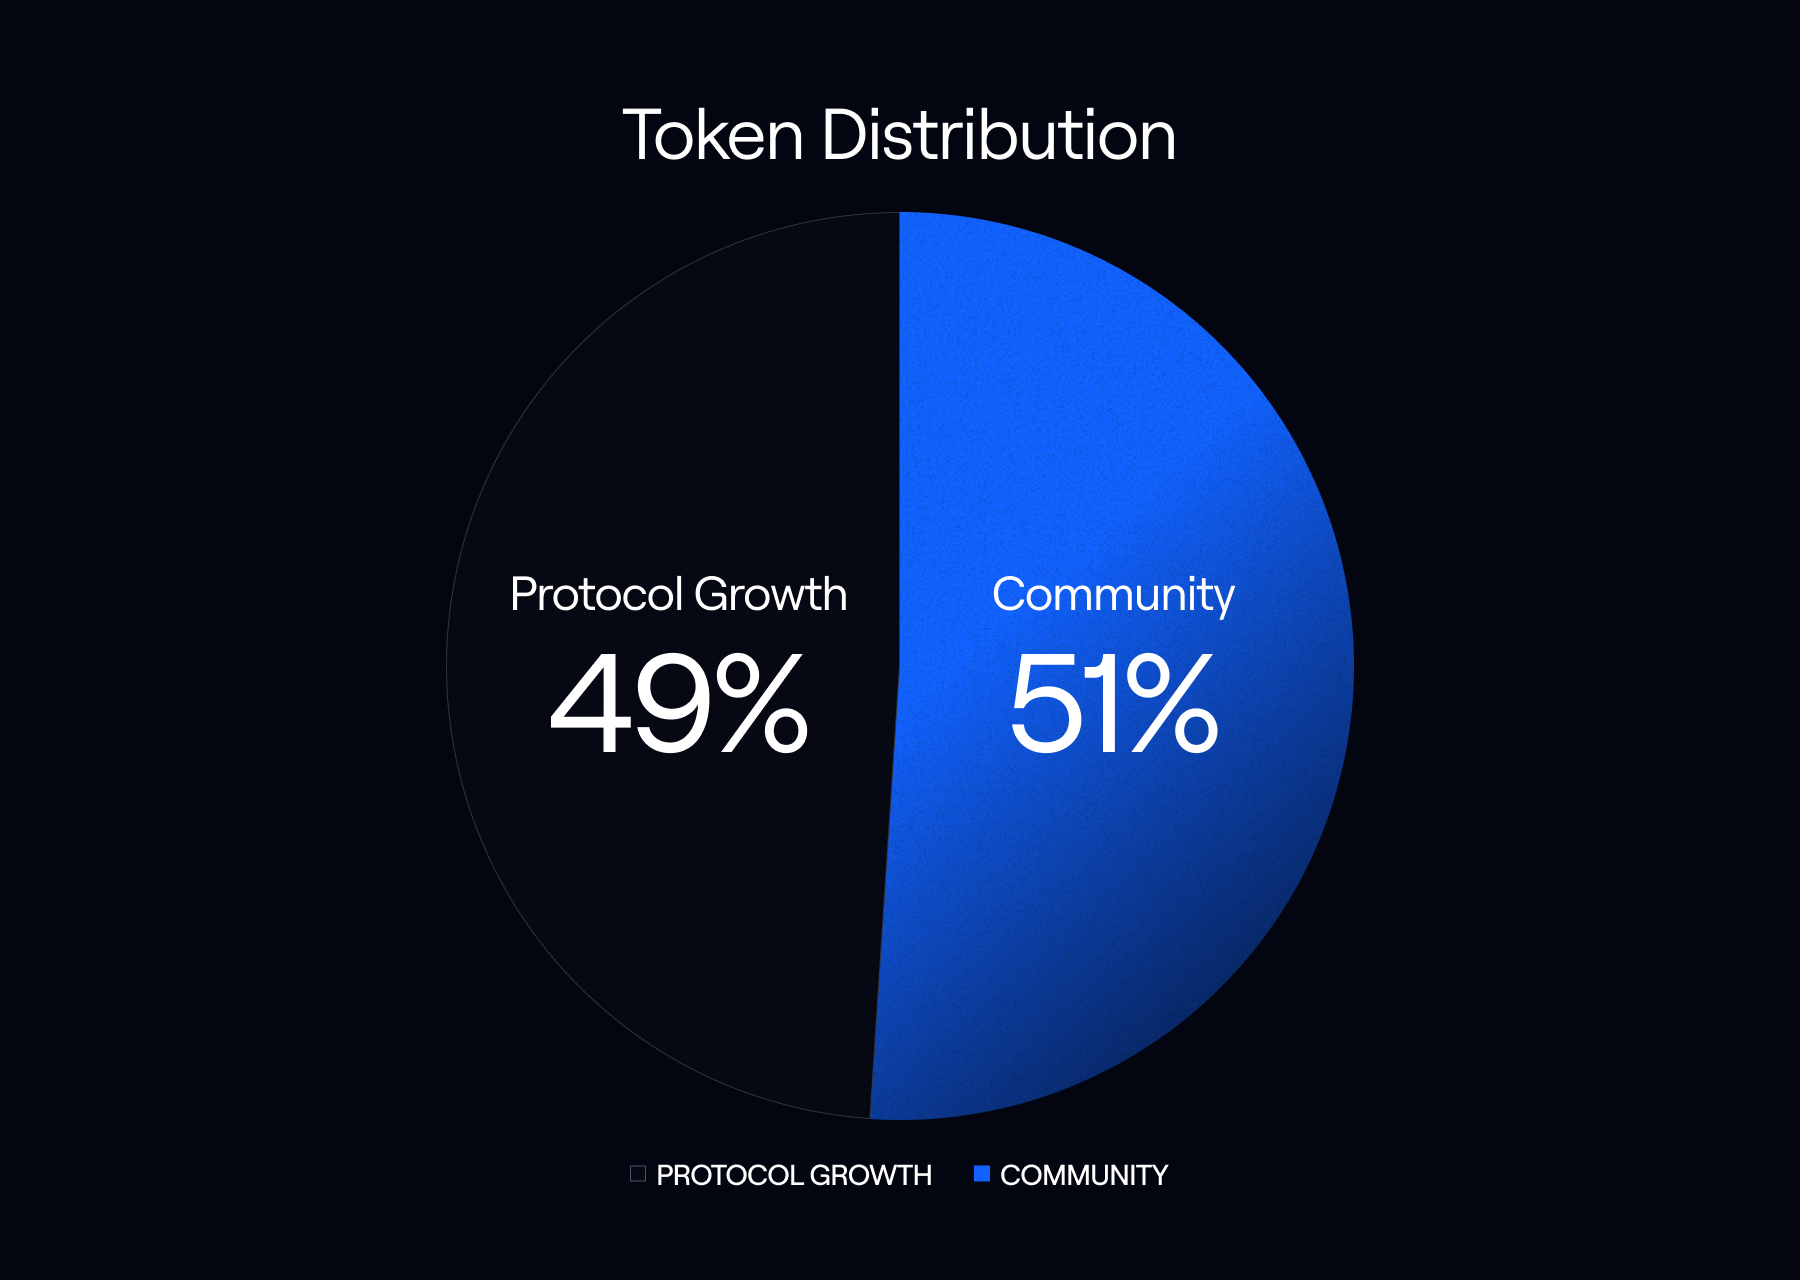 Token Distribution
Protocol Growth
49%
Community
51%
PROTOCOL GROWTH
COMMUNITY